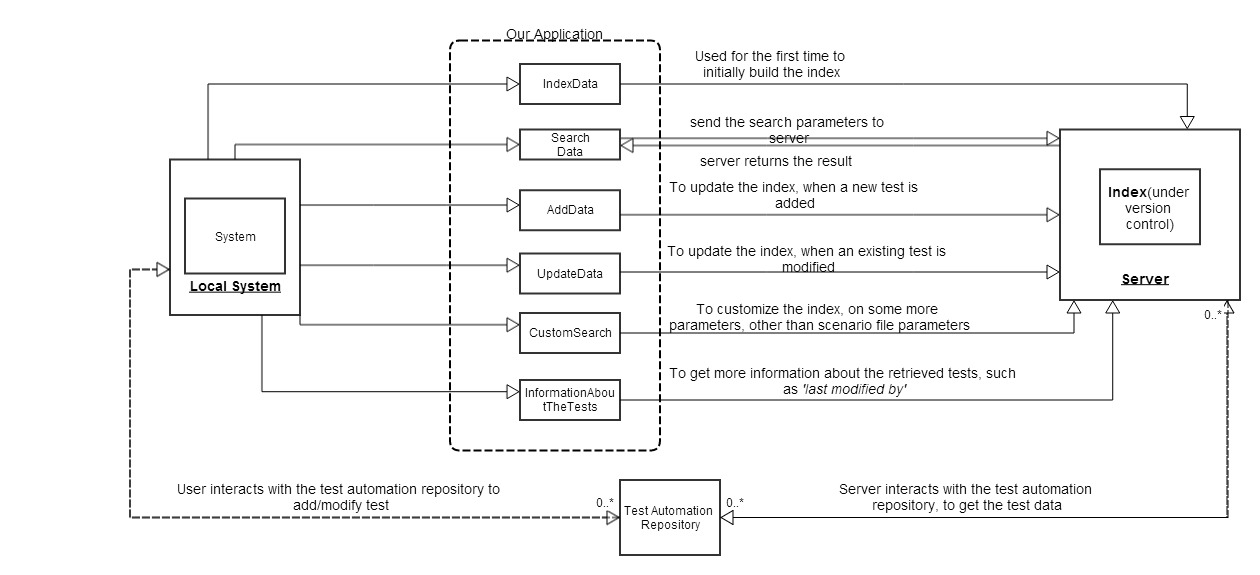 Our Application
Used for the first time to
initially build the index
IndexData
send the search parameters to
server
Search
Data
server returns the result
To update the index, when a new test is
added
AddData
Index(under
version
control)
System
To update the index, when an existing test is
modified
UpdateData
Server
Local System
To customize the index, on some more
parameters, other than scenario file parameters
0..*
CustomSearch
To get more information about the retrieved tests, such
as 'last modified by'
InformationAbou
tTheTests
User interacts with the test automation repository to
add/modify test
0..*
0..*
Server interacts with the test automation
repository, to get the test data
Test Automation
Repository